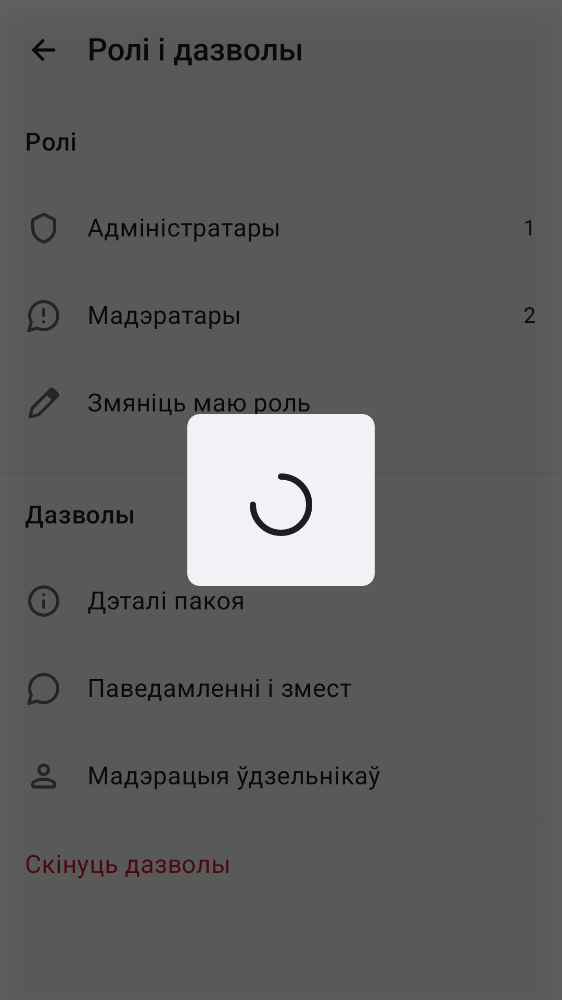 Ролі і дазволы
Ролі
Адміністратары 1
Мадэратары 2
Змяніць маю роль
Дазволы
Дэталі пакоя
Паведамленні і змест
Мадэрацыя ўдзельнікаў
Скінуць дазволы